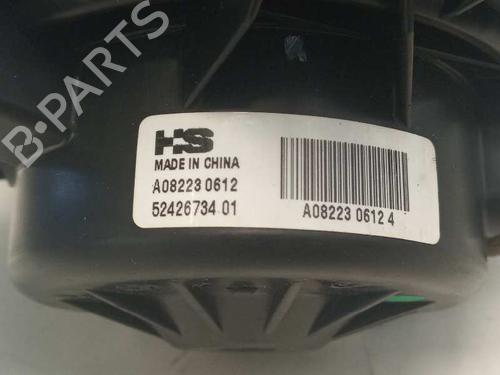 B-PARTS
HS
MADE IN CHINA
A08223 0612
52426734 01
A08223 0612 4